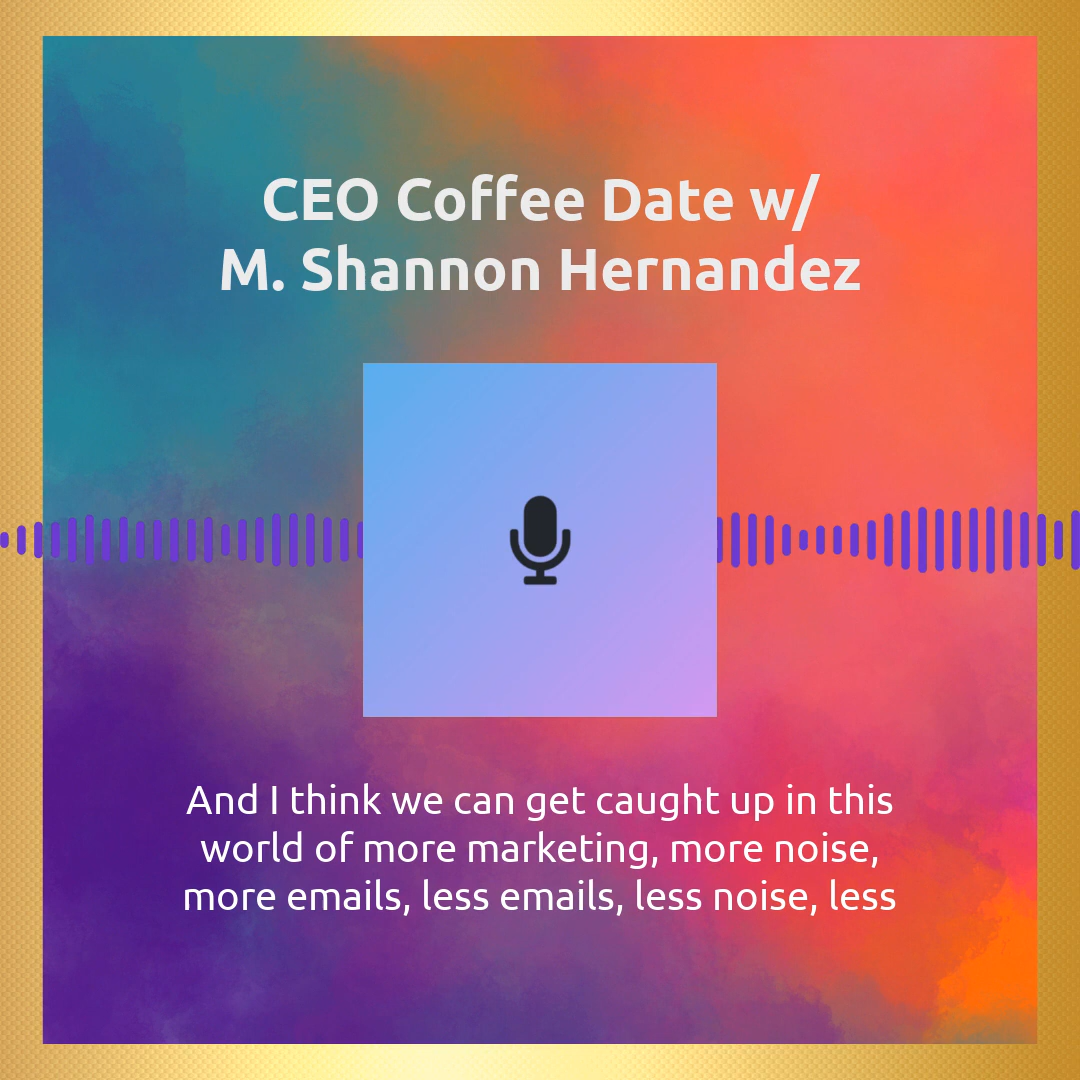 CEO Coffee Date w/
M. Shannon Hernandez
And I think we can get caught up in this
world of more marketing, more noise,
more emails, less emails, less noise, less